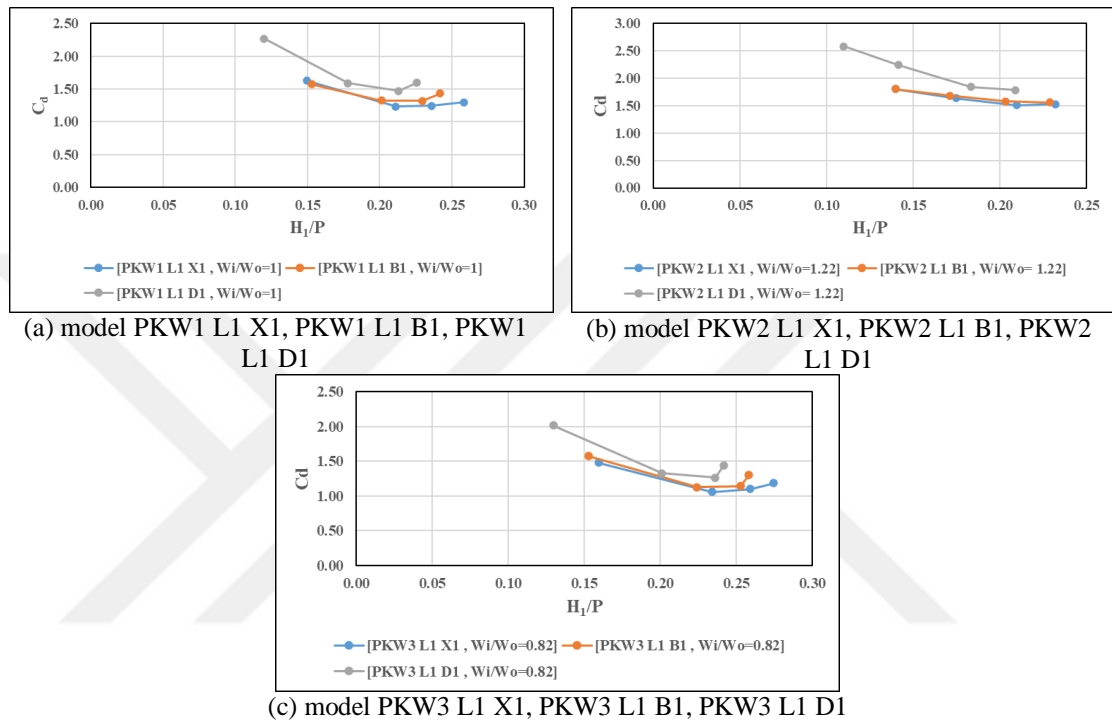 2.50
2.00
1.50
1.00
0.50
0.00
Cd
0.00 0.05 0.10 0.15 0.20 0.25 0.30
H1/P
[PKW1 L1 X1 , Wi/Wo=1] [PKW1 L1 B1 , Wi/Wo=1]
[PKW1 L1 D1 , Wi/Wo=1]
(a) model PKW1 L1 X1, PKW1 L1 B1, PKW1
L1 D1
3.00
2.50
2.00
1.50
1.00
0.50
0.00
Cd
0.00 0.05 0.10 0.15 0.20 0.25
H1/P
[PKW2 L1 X1 , Wi/Wo=1.22] [PKW2 L1 B1 , Wi/Wo= 1.22]
[PKW2 L1 D1 , Wi/Wo= 1.22]
(b) model PKW2 L1 X1, PKW2 L1 B1, PKW2
L1 D1
2.50
2.00
1.50
1.00
0.50
0.00
Cd
0.00 0.05 0.10 0.15 0.20 0.25 0.30
H1/P
[PKW3 L1 X1 , Wi/Wo=0.82] [PKW3 L1 B1 , Wi/Wo=0.82]
[PKW3 L1 D1 , Wi/Wo=0.82]
(c) model PKW3 L1 X1, PKW3 L1 B1, PKW3 L1 D1